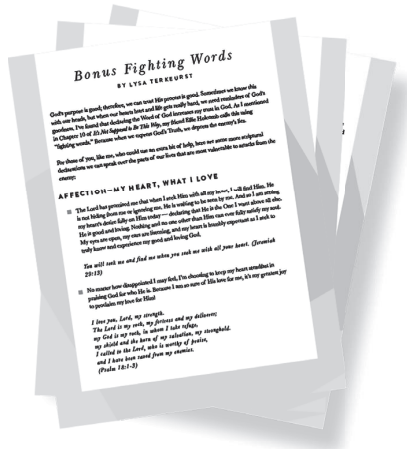 Bonus Fighting Words
BY LYSA TERKEURST
God's purpose is good; therefore, we can trust His process is good. Sometimes we know this
with our heads, but when our hearts hurt and life gets really hard, we need reminders of God's
goodness. I've found that declaring the Word of God increases my trust in God. As I mentioned
in Chapter 10 of It's Not Supposed to Be This Way, my friend Ellie Holcomb calls this using
"fighting words." Because when we express God's Truth, we depress the enemy's lies.
For those of you, like me, who could use an extra bit of help, here are some more scriptural
declarations we can speak over the parts of our lives that are most vulnerable to attacks from the
enemy:
AFFECTION—MY HEART, WHAT I LOVE
The Lord has promised me that when I seek Him with all my heart, I will find Him. He
is not hiding from me or ignoring me. He is waiting to be seen by me. And so I am setting
my heart's desire fully on Him today — declaring that He is the One I want above all else.
He is good and loving. Nothing and no one other than Him can ever fully satisfy my soul.
My eyes are open, my ears are listening, and my heart is humbly expectant as I seek to
truly know and experience my good and loving God.
You will seek me and find me when you seek me with all your heart. (Jeremiah
29:13)
No matter how disappointed I may feel, I'm choosing to keep my heart steadfast in
praising God for who He is. Because I am so sure of His love for me, it's my greatest joy
to proclaim my love for Him!
I love you, Lord, my strength.
The Lord is my rock, my fortress and my deliverer;
my God is my rock, in whom I take refuge,
my shield and the horn of my salvation, my stronghold.
I called to the Lord, who is worthy of praise,
and I have been saved from my enemies.
(Psalm 18:1-3)